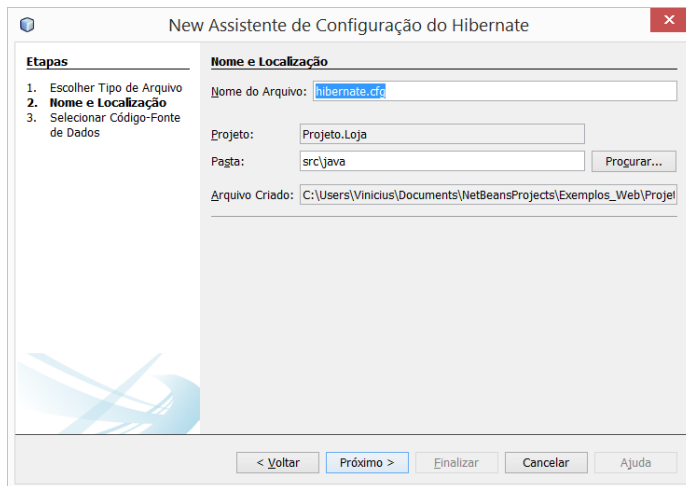 New Assistente de Configuração do Hibernate
Etapas
1. Escolher Tipo de Arquivo
2. Nome e Localização
3. Selecionar Código-Fonte
de Dados
Nome e Localização
Nome do Arquivo: hibernate.cfg
Projeto: Projeto.Loja
Pasta: src\java Procurar...
Arquivo Criado: C:\Users\Vinicius\Documents\NetBeansProjects\Exemplos_Web\Projet
< Voltar Próximo > Finalizar Cancelar Ajuda